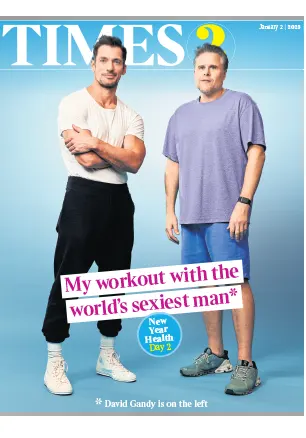 TIMES2
January 2 | 2023
My workout with the
world's sexiest man*
New
Year
Health
Day 2
* David Gandy is on the left